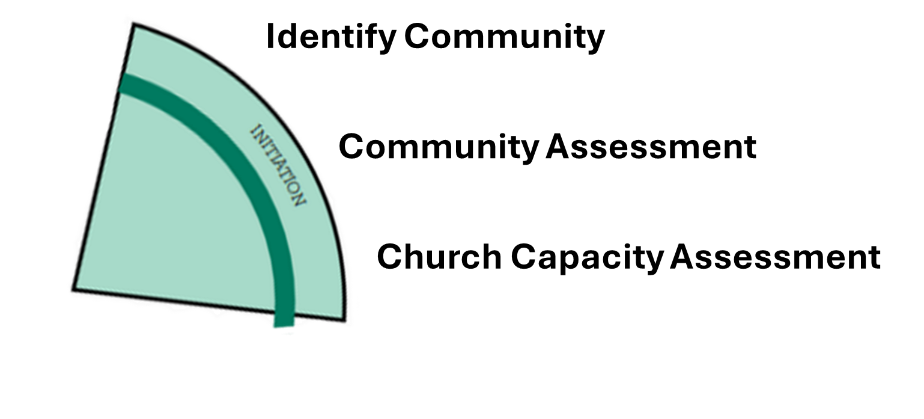 Identify Community
INITIATION
Community Assessment
Church Capacity Assessment